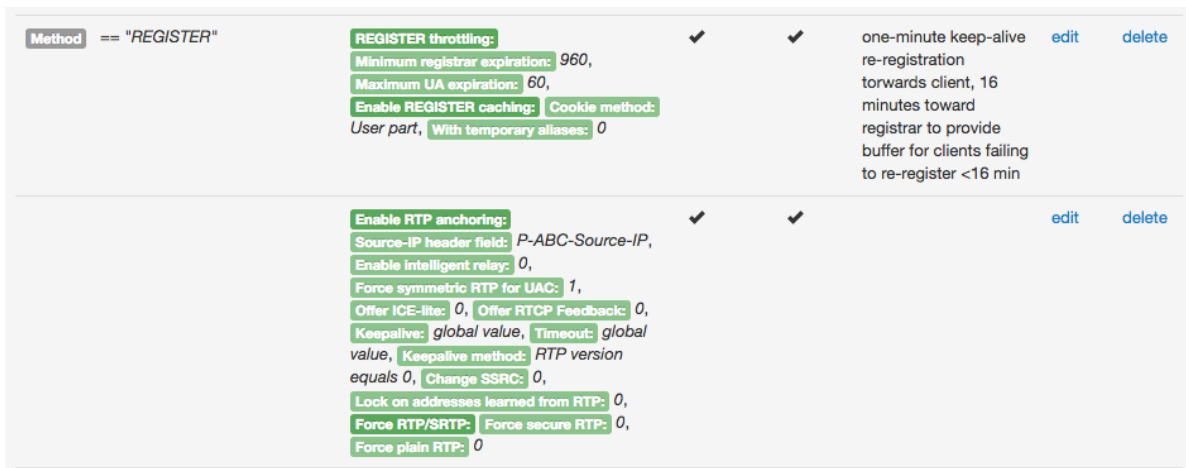 Method == "REGISTER"
REGISTER throttling:
Minimum registrar expiration: 960,
Maximum UA expiration: 60,
Enable REGISTER caching: Cookie method:
User part, With temporary aliases: 0
✔ ✔
one-minute keep-alive
re-registration
torwards client, 16
minutes toward
registrar to provide
buffer for clients failing
to re-register <16 min
edit delete
Enable RTP anchoring:
Source-IP header field: P-ABC-Source-IP,
Enable intelligent relay: 0,
Force symmetric RTP for UAC: 1,
Offer ICE-lite: 0, Offer RTCP Feedback: 0,
Keepalive: global value, Timeout: global
value, Keepalive method: RTP version
equals 0, Change SSRC: 0,
Lock on addresses learned from RTP: 0,
Force RTP/SRTP: Force secure RTP: 0,
Force plain RTP: 0
✔ ✔
edit delete